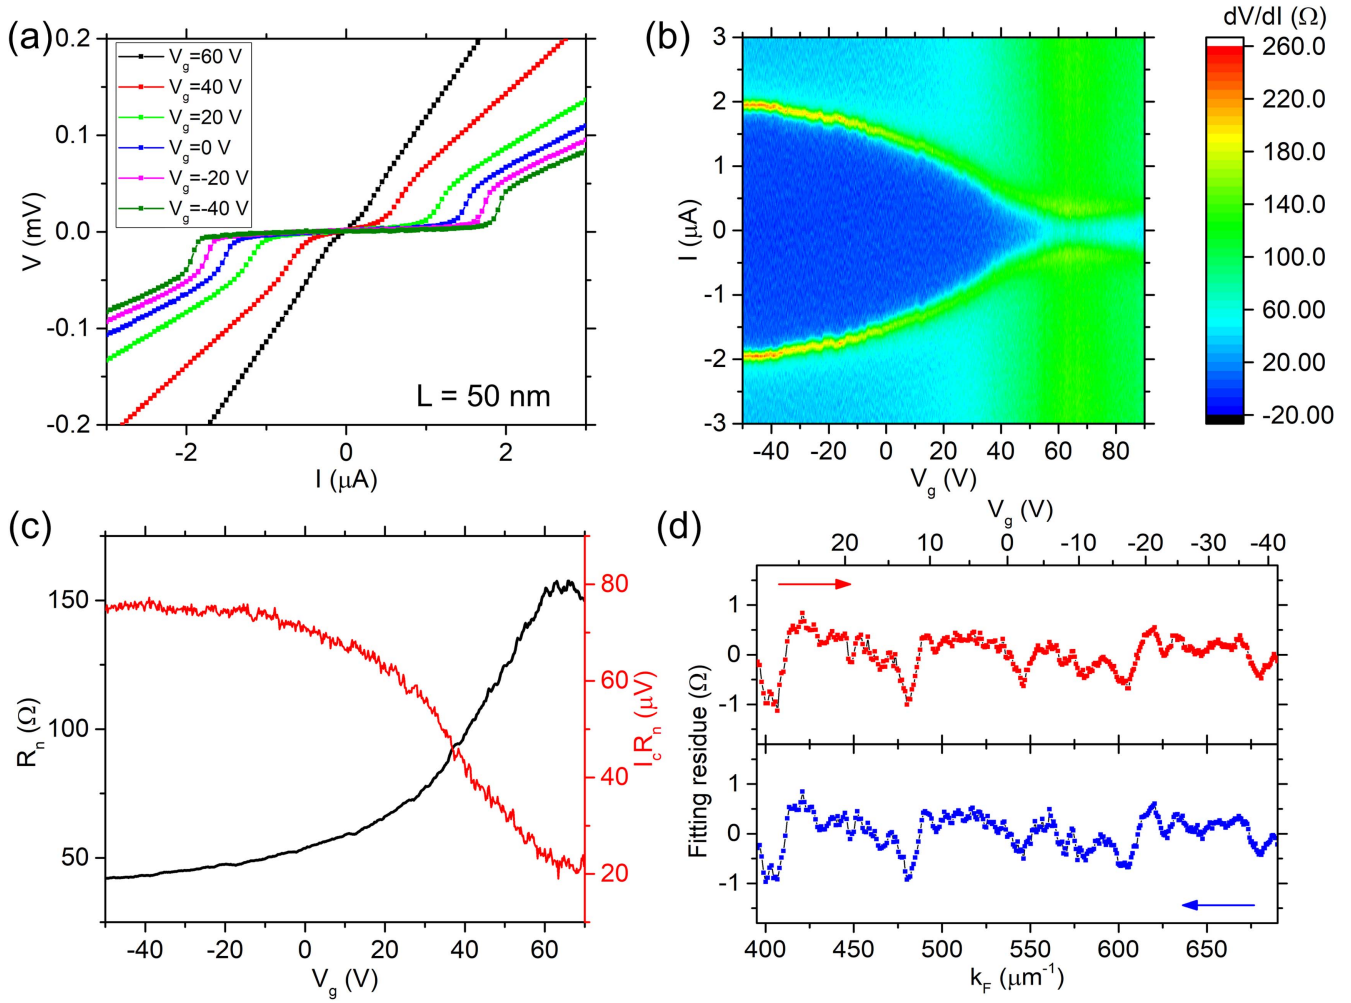 (a)
0.2
0.1
0.0
-0.1
-0.2
V (mV)
V_g=60 V
V_g=40 V
V_g=20 V
V_g=0 V
V_g=-20 V
V_g=-40 V
L = 50 nm
-2 0 2
I (μA)
(b)
dV/dI (Ω)
3
2
1
0
-1
-2
-3
I (μA)
-40 -20 0 20 40 60 80
V_g (V)
260.0
220.0
180.0
140.0
100.0
60.00
20.00
-20.00
(c)
150
100
50
R_n (Ω)
80
60
40
20
I_cR_n (μV)
-40 -20 0 20 40 60
V_g (V)
(d)
V_g (V)
20 10 0 -10 -20 -30 -40
1
0
-1
1
0
-1
Fitting residue (Ω)
400 450 500 550 600 650
k_F (μm⁻¹)